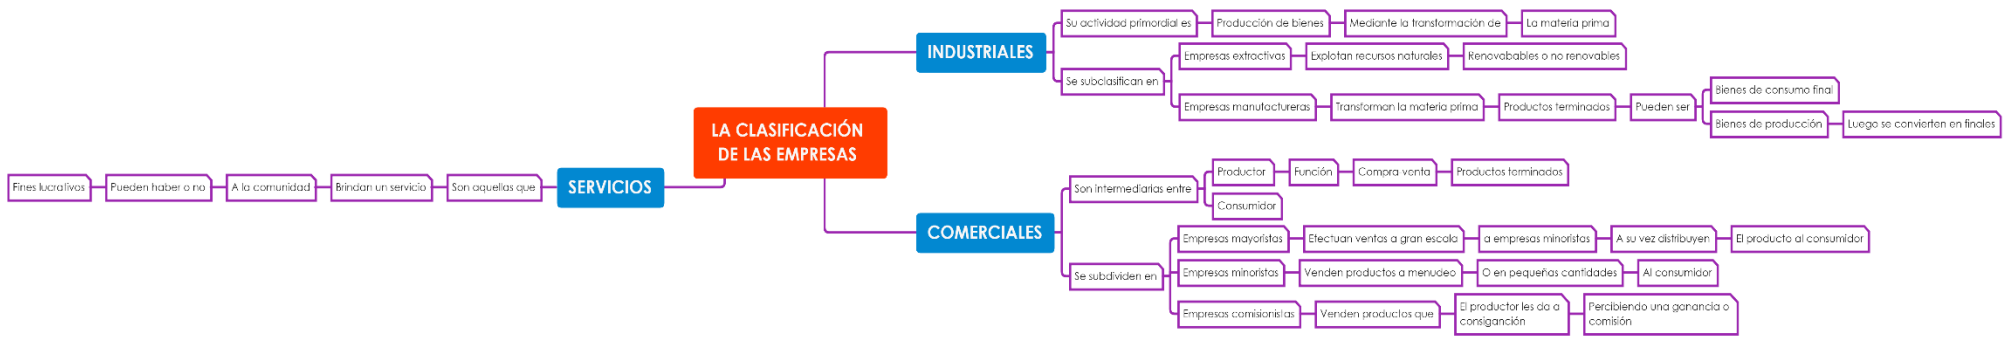 LA CLASIFICACIÓN
DE LAS EMPRESAS
INDUSTRIALES
Su actividad primordial es
Producción de bienes
Mediante la transformación de
La materia prima
Se subclasifican en
Empresas extractivas
Explotan recursos naturales
Renovabables o no renovables
Empresas manufactureras
Transforman la materia prima
Productos terminados
Pueden ser
Bienes de consumo final
Bienes de producción
Luego se convierten en finales
COMERCIALES
Son intermediarias entre
Productor
Función
Compra venta
Productos terminados
Consumidor
Se subdividen en
Empresas mayoristas
Efectuan ventas a gran escala
a empresas minoristas
A su vez distribuyen
El producto al consumidor
Empresas minoristas
Venden productos a menudeo
O en pequeñas cantidades
Al consumidor
Empresas comisionistas
Venden productos que
El productor les da a
consiganción
Percibiendo una ganancia o
comisión
SERVICIOS
Son aquellas que
Brindan un servicio
A la comunidad
Pueden haber o no
Fines lucrativos